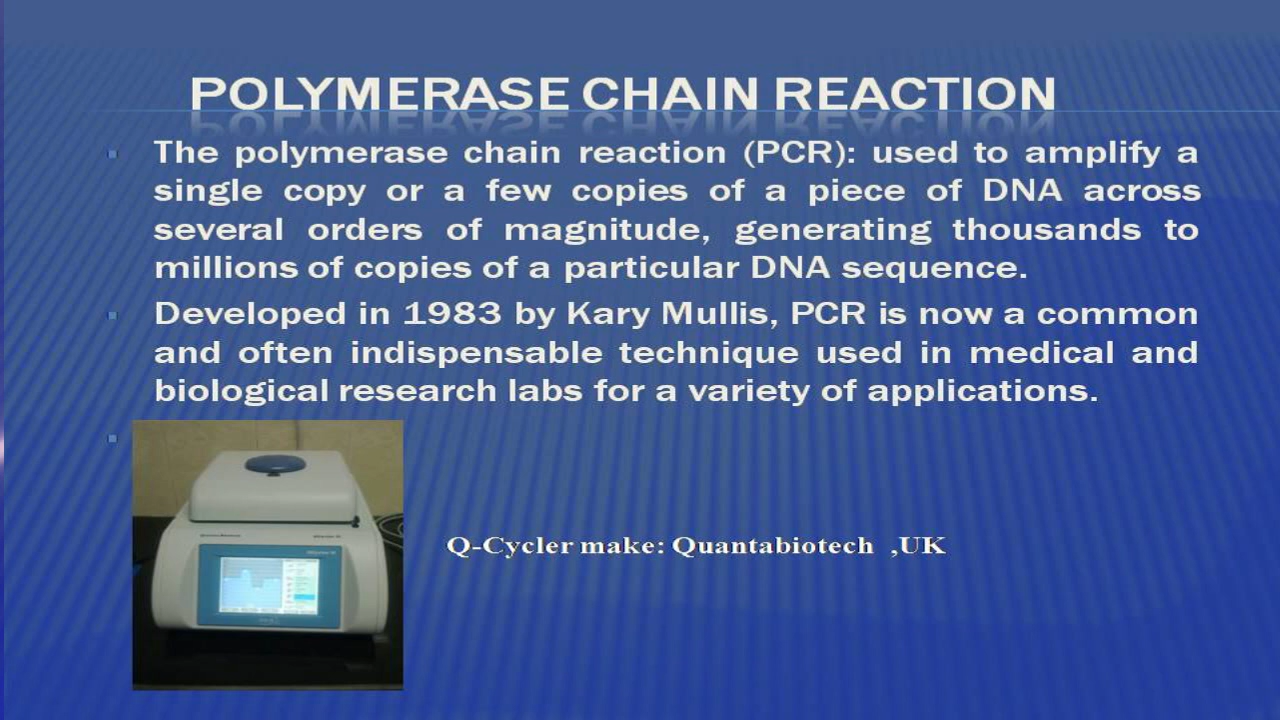 POLYMERASE CHAIN REACTION
The polymerase chain reaction (PCR): used to amplify a
single copy or a few copies of a piece of DNA across
several orders of magnitude, generating thousands to
millions of copies of a particular DNA sequence.
Developed in 1983 by Kary Mullis, PCR is now a common
and often indispensable technique used in medical and
biological research labs for a variety of applications.
Q-Cycler make: Quantabiotech ,UK